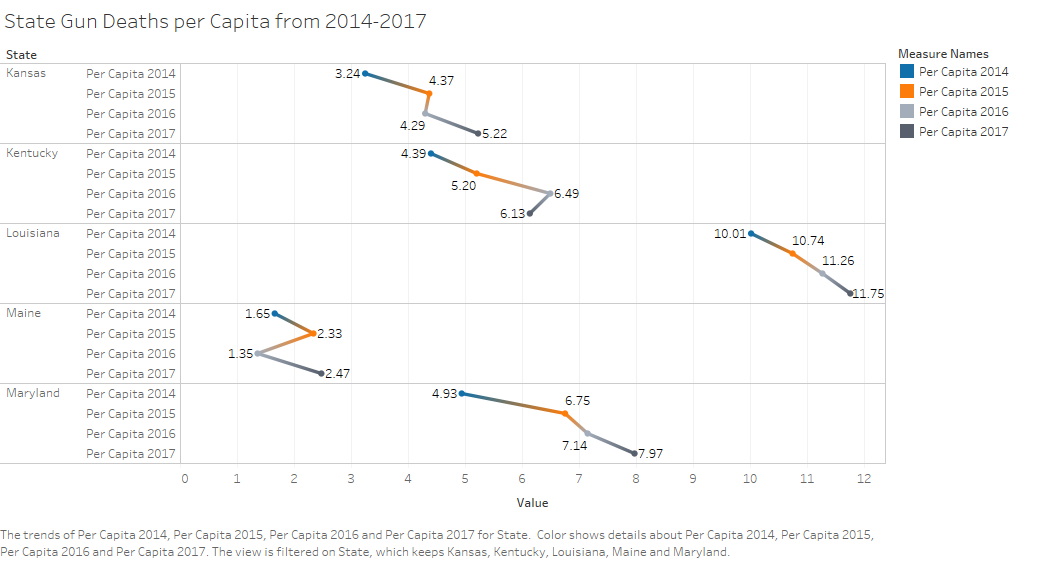 State Gun Deaths per Capita from 2014-2017
State
Measure Names
Per Capita 2014
Per Capita 2015
Per Capita 2016
Per Capita 2017
Kansas
Per Capita 2014 3.24
Per Capita 2015 4.37
Per Capita 2016 4.29
Per Capita 2017 5.22
Kentucky
Per Capita 2014 4.39
Per Capita 2015 5.20
Per Capita 2016 6.49
Per Capita 2017 6.13
Louisiana
Per Capita 2014 10.01
Per Capita 2015 10.74
Per Capita 2016 11.26
Per Capita 2017 11.75
Maine
Per Capita 2014 1.65
Per Capita 2015 2.33
Per Capita 2016 1.35
Per Capita 2017 2.47
Maryland
Per Capita 2014 4.93
Per Capita 2015 6.75
Per Capita 2016 7.14
Per Capita 2017 7.97
0 1 2 3 4 5 6 7 8 9 10 11 12
Value
The trends of Per Capita 2014, Per Capita 2015, Per Capita 2016 and Per Capita 2017 for State.  Color shows details about Per Capita 2014, Per Capita 2015,
Per Capita 2016 and Per Capita 2017. The view is filtered on State, which keeps Kansas, Kentucky, Louisiana, Maine and Maryland.